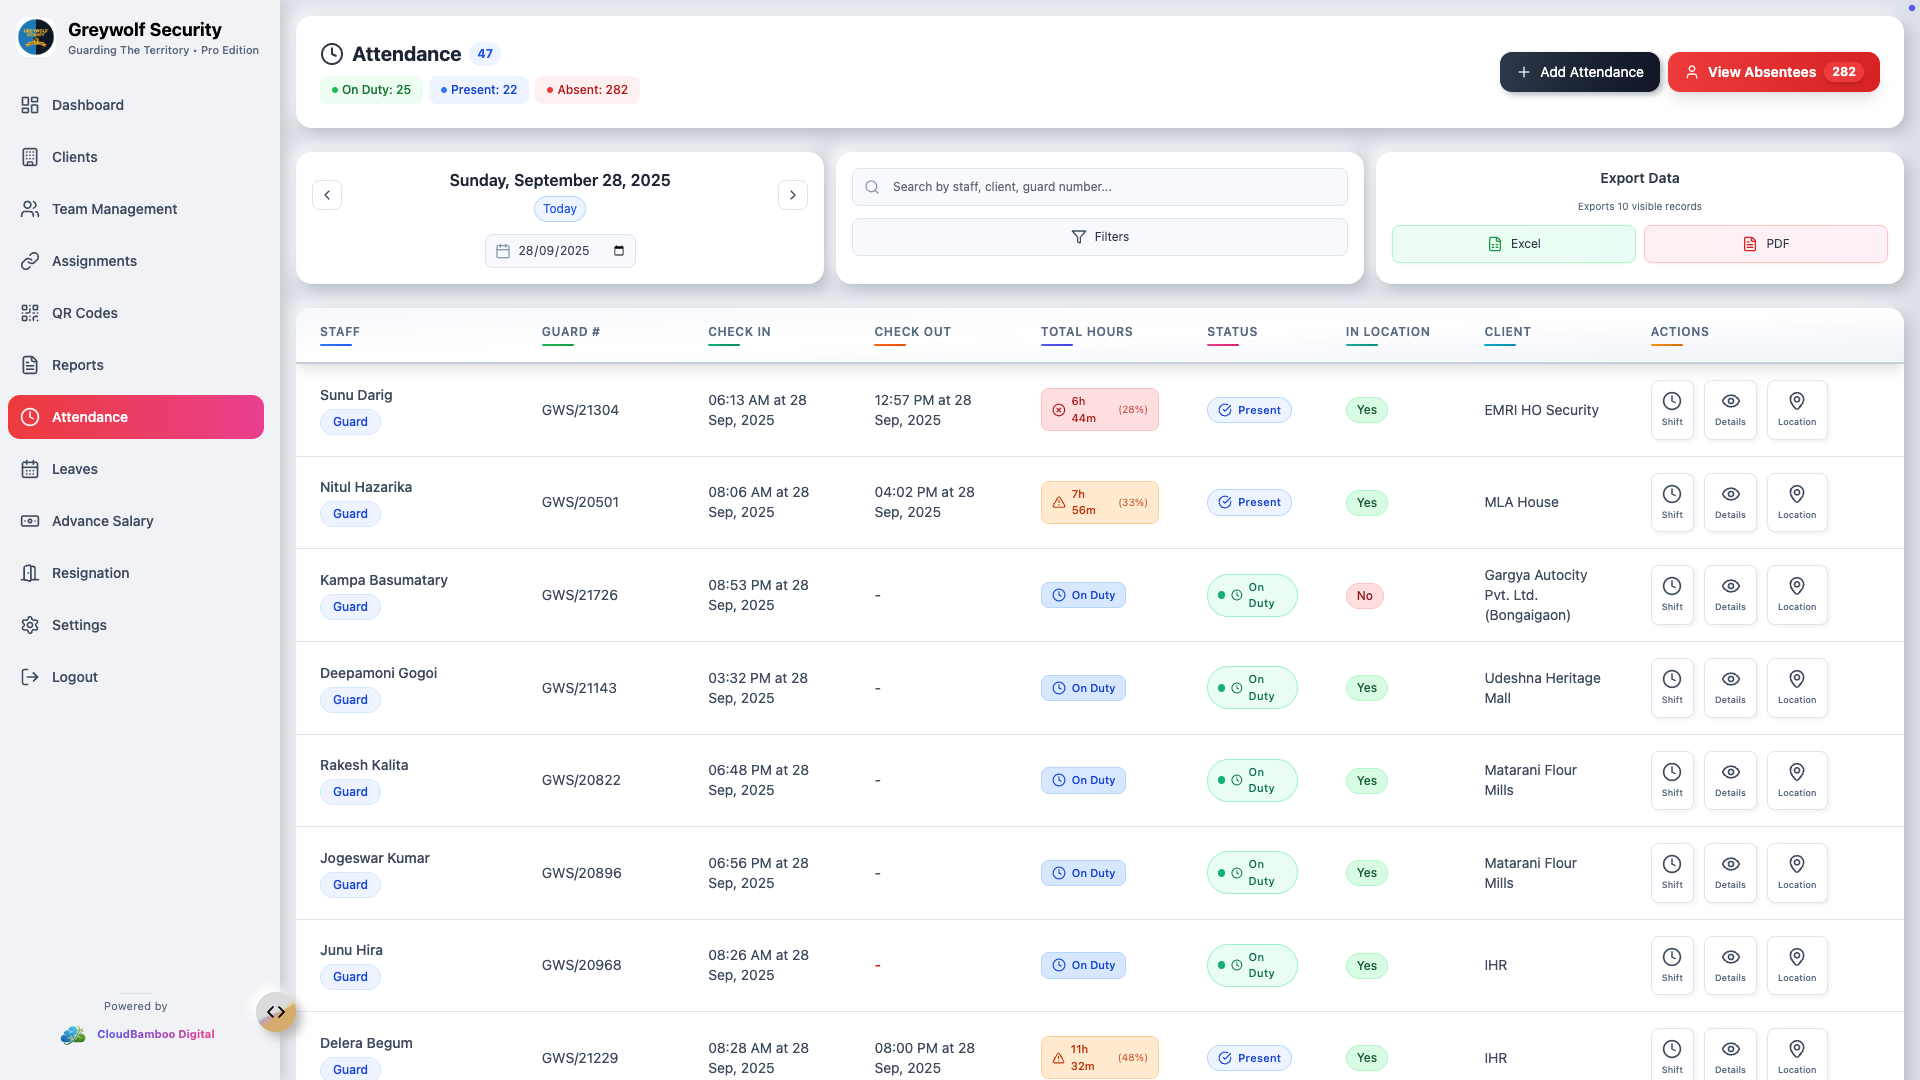 Greywolf Security
Guarding The Territory • Pro Edition
Dashboard
Clients
Team Management
Assignments
QR Codes
Reports
Attendance
Leaves
Advance Salary
Resignation
Settings
Logout
Powered by
CloudBamboo Digital
Attendance 47
On Duty: 25 Present: 22 Absent: 282
Add Attendance
View Absentees 282
Sunday, September 28, 2025
Today
28/09/2025
Search by staff, client, guard number...
Filters
Export Data
Exports 10 visible records
Excel PDF
STAFF GUARD # CHECK IN CHECK OUT TOTAL HOURS STATUS IN LOCATION CLIENT ACTIONS
Sunu Darig
Guard
GWS/21304
06:13 AM at 28
Sep, 2025
12:57 PM at 28
Sep, 2025
6h
44m
(28%)
Present
Yes
EMRI HO Security
Shift Details Location
Nitul Hazarika
Guard
GWS/20501
08:06 AM at 28
Sep, 2025
04:02 PM at 28
Sep, 2025
7h
56m
(33%)
Present
Yes
MLA House
Shift Details Location
Kampa Basumatary
Guard
GWS/21726
08:53 PM at 28
Sep, 2025
-
On Duty
On
Duty
No
Gargya Autocity
Pvt. Ltd.
(Bongaigaon)
Shift Details Location
Deepamoni Gogoi
Guard
GWS/21143
03:32 PM at 28
Sep, 2025
-
On Duty
On
Duty
Yes
Udeshna Heritage
Mall
Shift Details Location
Rakesh Kalita
Guard
GWS/20822
06:48 PM at 28
Sep, 2025
-
On Duty
On
Duty
Yes
Matarani Flour
Mills
Shift Details Location
Jogeswar Kumar
Guard
GWS/20896
06:56 PM at 28
Sep, 2025
-
On Duty
On
Duty
Yes
Matarani Flour
Mills
Shift Details Location
Junu Hira
Guard
GWS/20968
08:26 AM at 28
Sep, 2025
-
On Duty
On
Duty
Yes
IHR
Shift Details Location
Delera Begum
Guard
GWS/21229
08:28 AM at 28
Sep, 2025
08:00 PM at 28
Sep, 2025
11h
32m
(48%)
Present
Yes
IHR
Shift Details Location